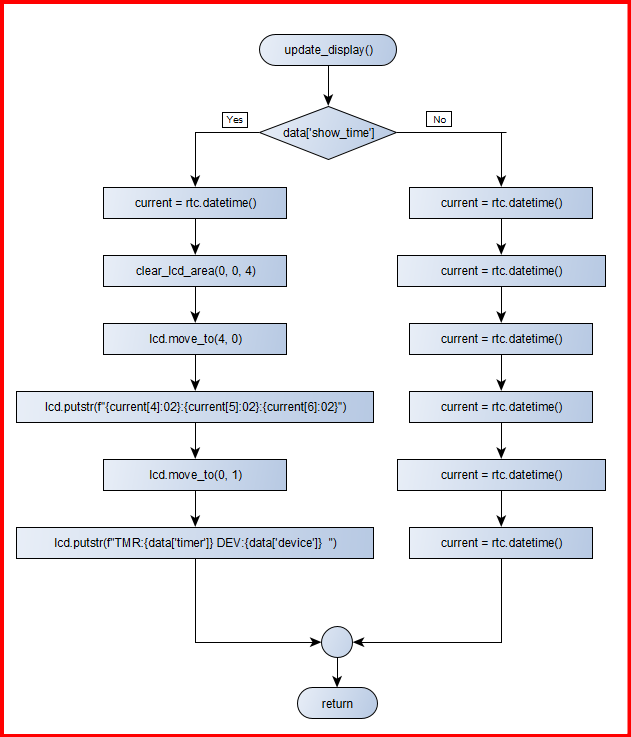 update_display()
data['show_time']
Yes
No
current = rtc.datetime()
clear_lcd_area(0, 0, 4)
lcd.move_to(4, 0)
lcd.putstr(f"{current[4]:02}:{current[5]:02}:{current[6]:02}")
lcd.move_to(0, 1)
lcd.putstr(f"TMR:{data['timer']} DEV:{data['device']}  ")
current = rtc.datetime()
current = rtc.datetime()
current = rtc.datetime()
current = rtc.datetime()
current = rtc.datetime()
current = rtc.datetime()
return